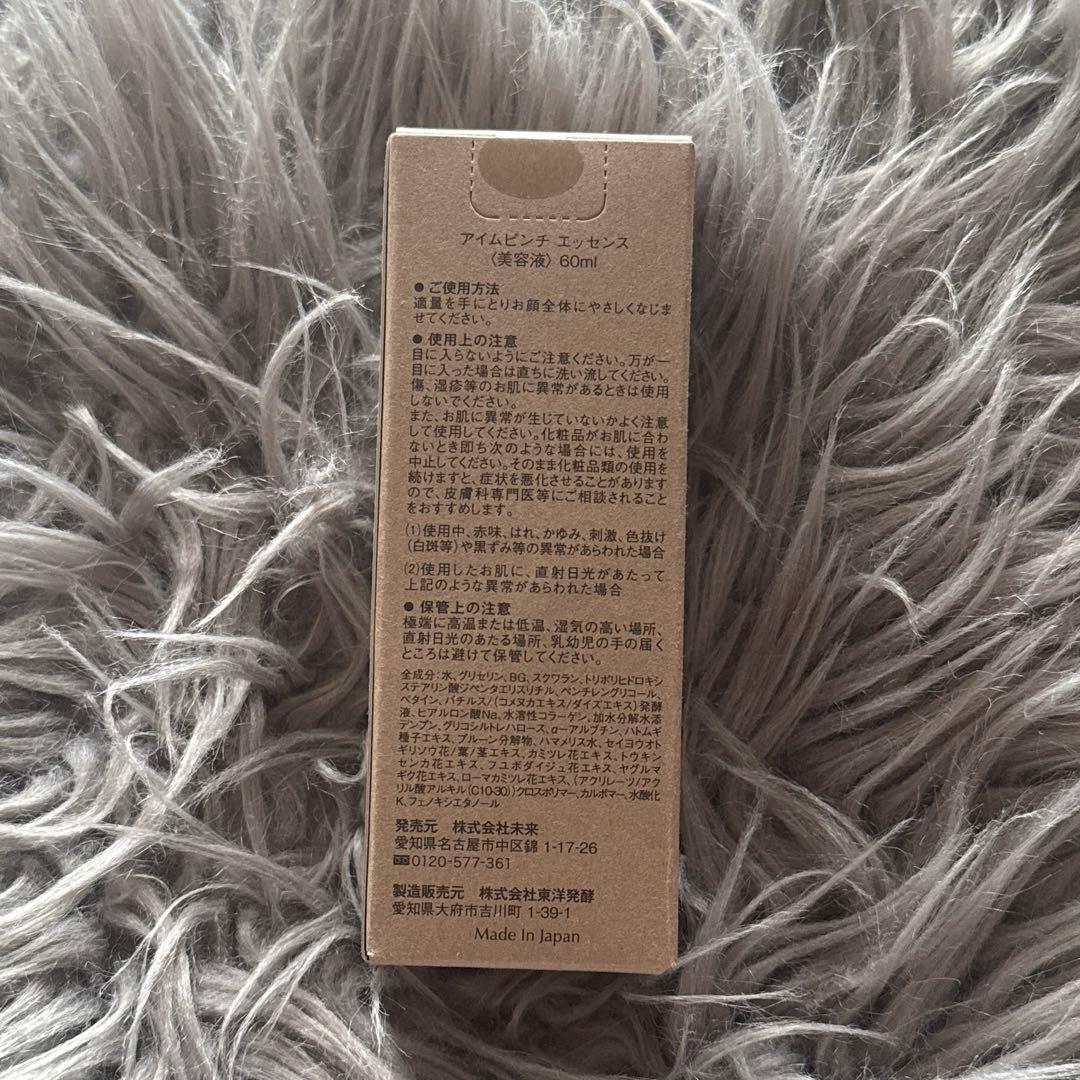 アイムピンチ エッセンス
〈美容液〉60ml
● ご使用方法
適量を手にとりお顔全体にやさしくなじま
せてください。
● 使用上の注意
目に入らないようにご注意ください。万が一
目に入った場合は直ちに洗い流してください。
傷、湿疹等のお肌に異常があるときは使用
しないでください。
また、お肌に異常が生じていないかよく注意
して使用してください。化粧品がお肌に合わ
ないとき即ち次のような場合には、使用を
中止してください。そのまま化粧品類の使用を
続けますと、症状を悪化させることがあります
ので、皮膚科専門医等にご相談されること
をおすすめします。
(1)使用中、赤味、はれ、かゆみ、刺激、色抜け
(白斑等)や黒ずみ等の異常があらわれた場合
(2)使用したお肌に、直射日光があたって
上記のような異常があらわれた場合
● 保管上の注意
極端に高温または低温、湿気の高い場所、
直射日光のあたる場所、乳幼児の手の届く
ところは避けて保管してください。
全成分:水、グリセリン、BG、スクワラン、トリポリヒドロキシ
ステアリン酸ジペンタエリスリチル、ペンチレングリコール、
ベタイン、バチルス/(コメヌカエキス/ダイズエキス)発酵
液、ヒアルロン酸Na、水溶性コラーゲン、加水分解水添
デンプン、グリコシルトレハロース、α-アルブチン、ハトムギ
種子エキス、プルーン分解物、ハマメリス水、セイヨウオト
ギリソウ花/葉/茎エキス、カミツレ花エキス、トウキン
センカ花エキス、フユボダイジュ花エキス、ヤグルマ
ギク花エキス、ローマカミツレ花エキス、(アクリレーツ/アク
リル酸アルキル(C10-30))クロスポリマー、カルボマー、水酸化
K、フェノキシエタノール
発売元 株式会社未来
愛知県名古屋市中区錦 1-17-26
0120-577-361
製造販売元 株式会社東洋発酵
愛知県大府市吉川町 1-39-1
Made In Japan